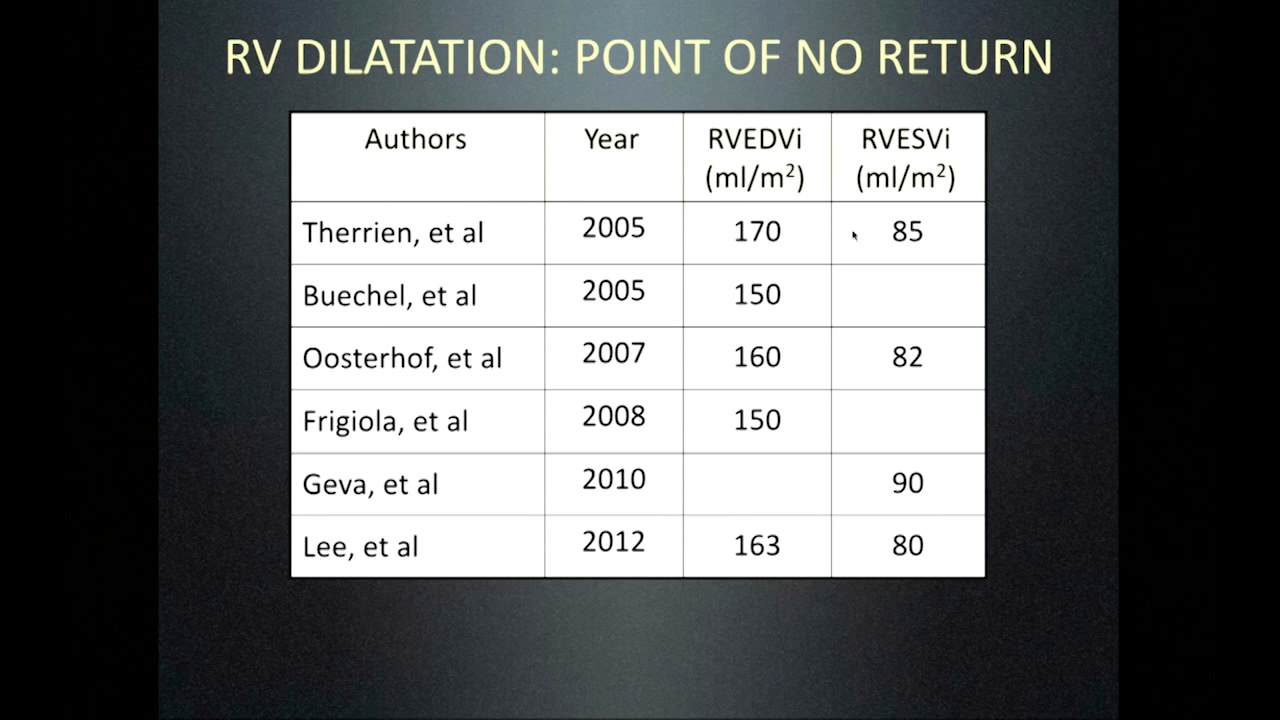 RV DILATATION: POINT OF NO RETURN
Authors Year RVEDVi RVESVi
(ml/m²) (ml/m²)
Therrien, et al 2005 170 85
Buechel, et al 2005 150
Oosterhof, et al 2007 160 82
Frigiola, et al 2008 150
Geva, et al 2010 90
Lee, et al 2012 163 80